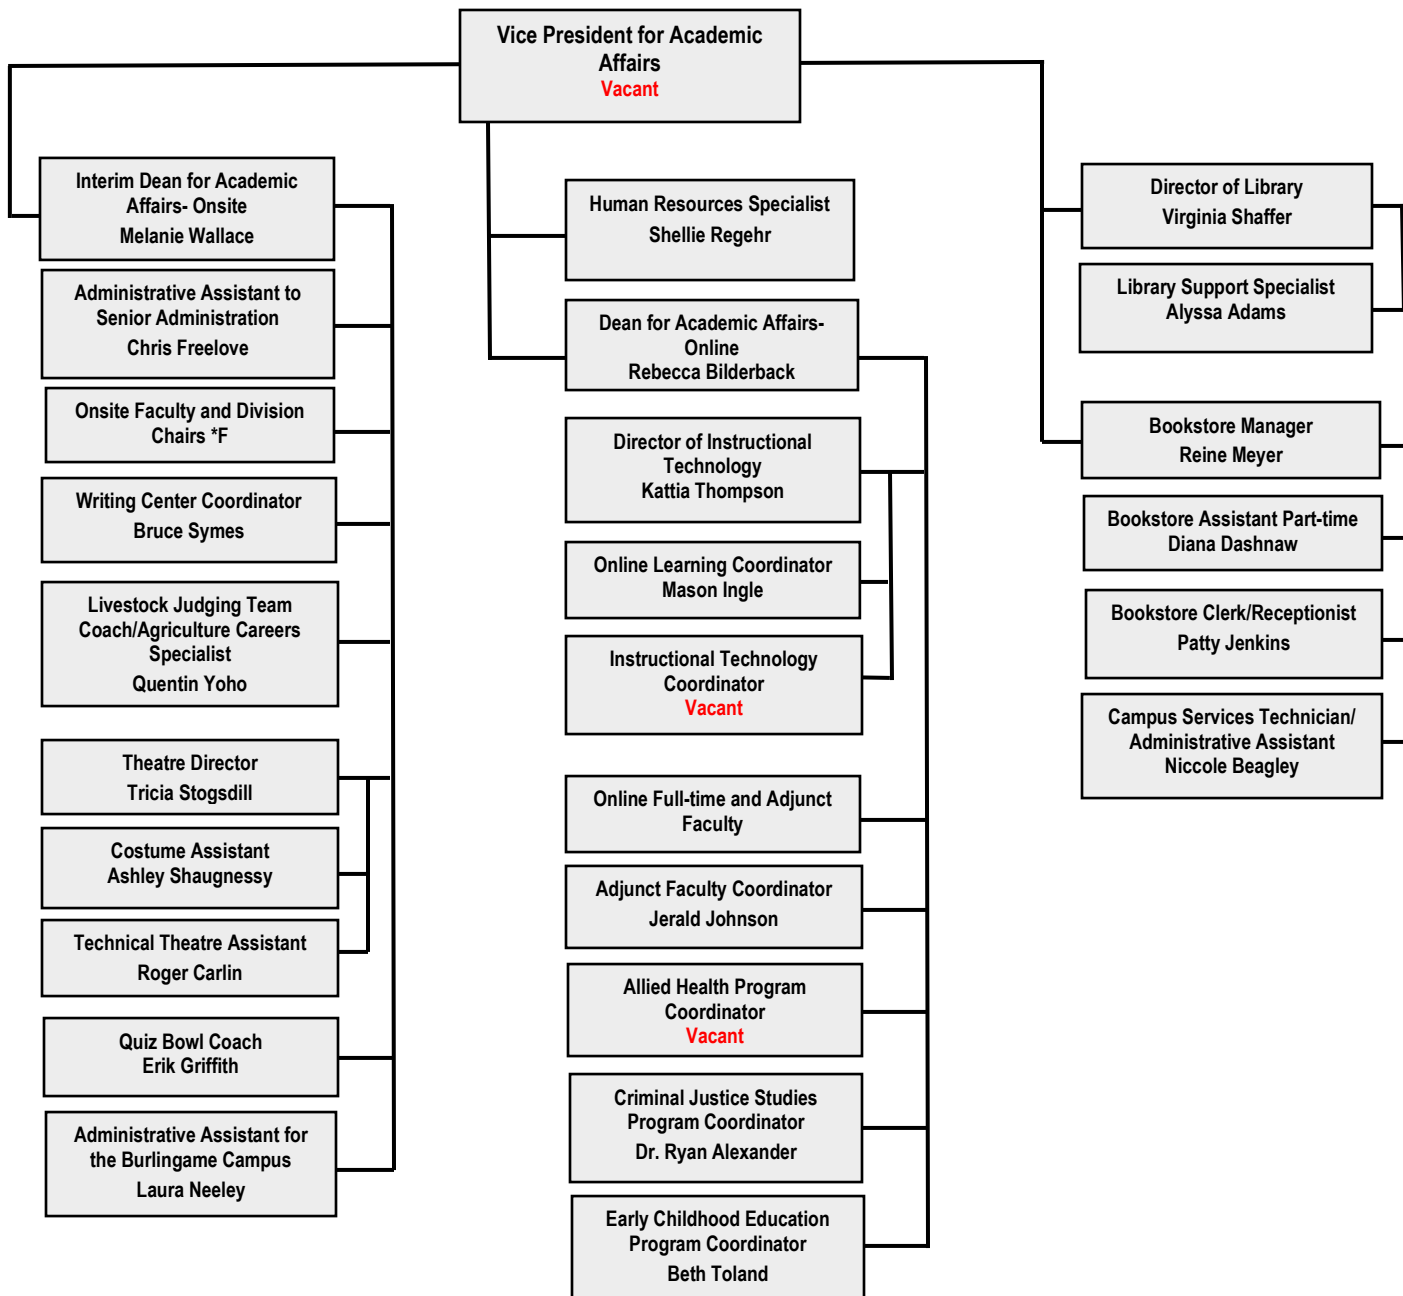 Vice President for Academic
Affairs
Vacant
Interim Dean for Academic
Affairs- Onsite
Melanie Wallace
Administrative Assistant to
Senior Administration
Chris Freelove
Onsite Faculty and Division
Chairs *F
Writing Center Coordinator
Bruce Symes
Livestock Judging Team
Coach/Agriculture Careers
Specialist
Quentin Yoho
Theatre Director
Tricia Stogsdill
Costume Assistant
Ashley Shaugnessy
Technical Theatre Assistant
Roger Carlin
Quiz Bowl Coach
Erik Griffith
Administrative Assistant for
the Burlingame Campus
Laura Neeley
Human Resources Specialist
Shellie Regehr
Dean for Academic Affairs-
Online
Rebecca Bilderback
Director of Instructional
Technology
Kattia Thompson
Online Learning Coordinator
Mason Ingle
Instructional Technology
Coordinator
Vacant
Online Full-time and Adjunct
Faculty
Adjunct Faculty Coordinator
Jerald Johnson
Allied Health Program
Coordinator
Vacant
Criminal Justice Studies
Program Coordinator
Dr. Ryan Alexander
Early Childhood Education
Program Coordinator
Beth Toland
Director of Library
Virginia Shaffer
Library Support Specialist
Alyssa Adams
Bookstore Manager
Reine Meyer
Bookstore Assistant Part-time
Diana Dashnaw
Bookstore Clerk/Receptionist
Patty Jenkins
Campus Services Technician/
Administrative Assistant
Niccole Beagley